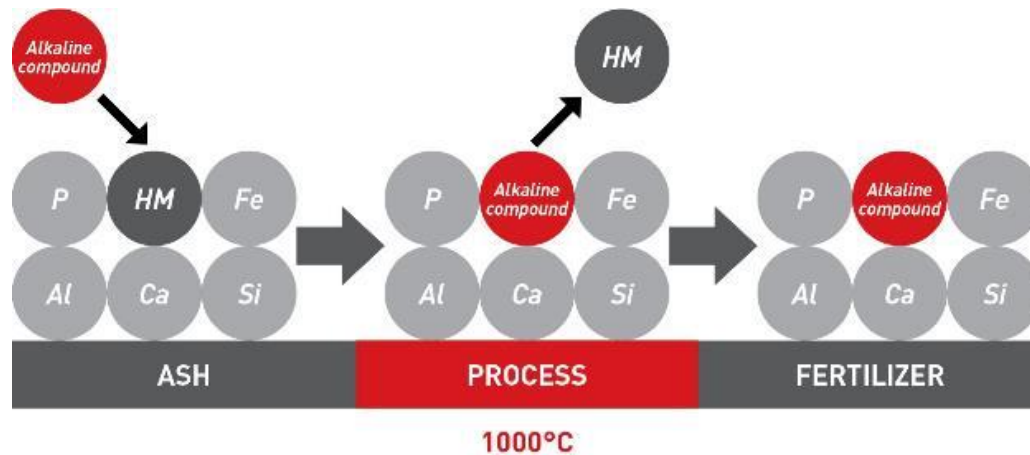 Alkaline
compound
HM
P
HM
Fe
P
Alkaline
compound
Fe
P
Alkaline
compound
Fe
Al
Ca
Si
Al
Ca
Si
Al
Ca
Si
ASH
PROCESS
FERTILIZER
1000°C